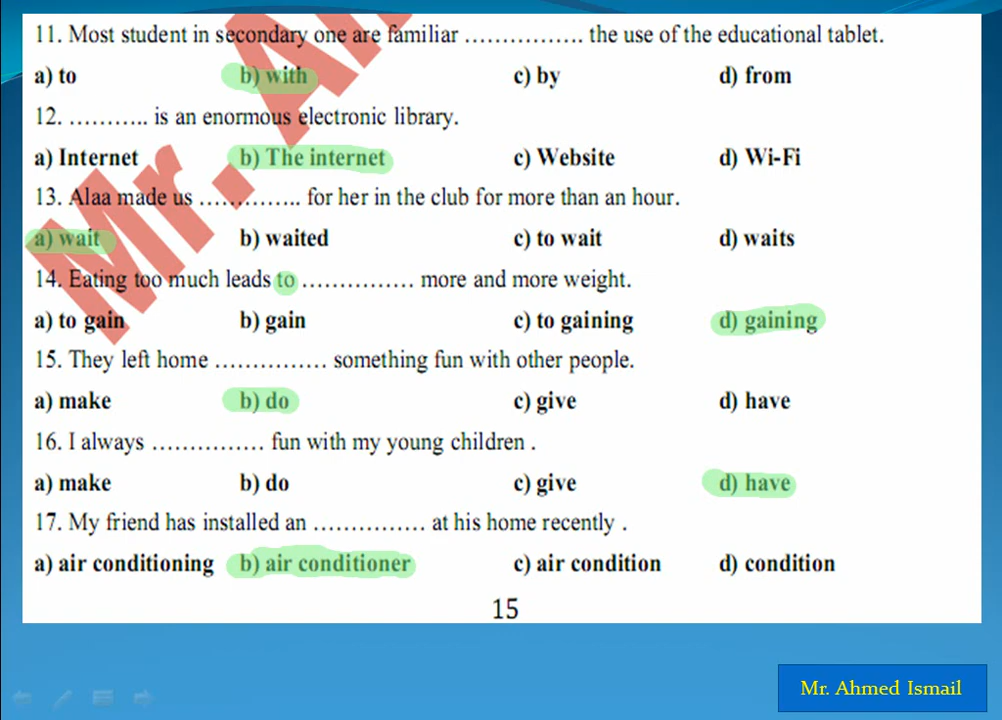 11. Most student in secondary one are familiar ................ the use of the educational tablet.
a) to b) with c) by d) from
12. ........... is an enormous electronic library.
a) Internet b) The internet c) Website d) Wi-Fi
13. Alaa made us .............. for her in the club for more than an hour.
a) wait b) waited c) to wait d) waits
14. Eating too much leads to ............... more and more weight.
a) to gain b) gain c) to gaining d) gaining
15. They left home ............... something fun with other people.
a) make b) do c) give d) have
16. I always ............... fun with my young children .
a) make b) do c) give d) have
17. My friend has installed an ............... at his home recently .
a) air conditioning b) air conditioner c) air condition d) condition
15
Mr. Ahmed Ismail